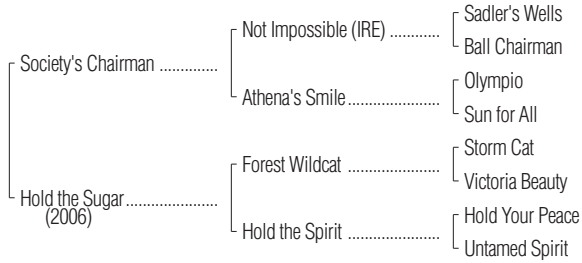 Sadler's Wells
Not Impossible (IRE) ............
Ball Chairman
Society's Chairman ..............
Olympio
Athena's Smile......................
Sun for All
Storm Cat
Forest Wildcat ......................
Victoria Beauty
Hold the Sugar......................
(2006)
Hold Your Peace
Hold the Spirit ......................
Untamed Spirit